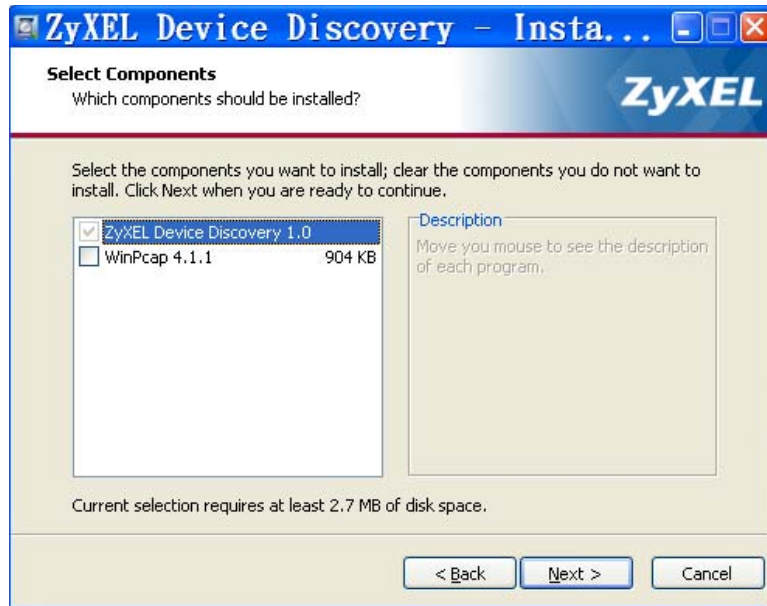 ZyXEL Device Discovery - Insta...
Select Components
Which components should be installed?
ZyXEL
Select the components you want to install; clear the components you do not want to
install. Click Next when you are ready to continue.
ZyXEL Device Discovery 1.0
WinPcap 4.1.1 904 KB
Description
Move you mouse to see the description
of each program.
Current selection requires at least 2.7 MB of disk space.
< Back Next > Cancel